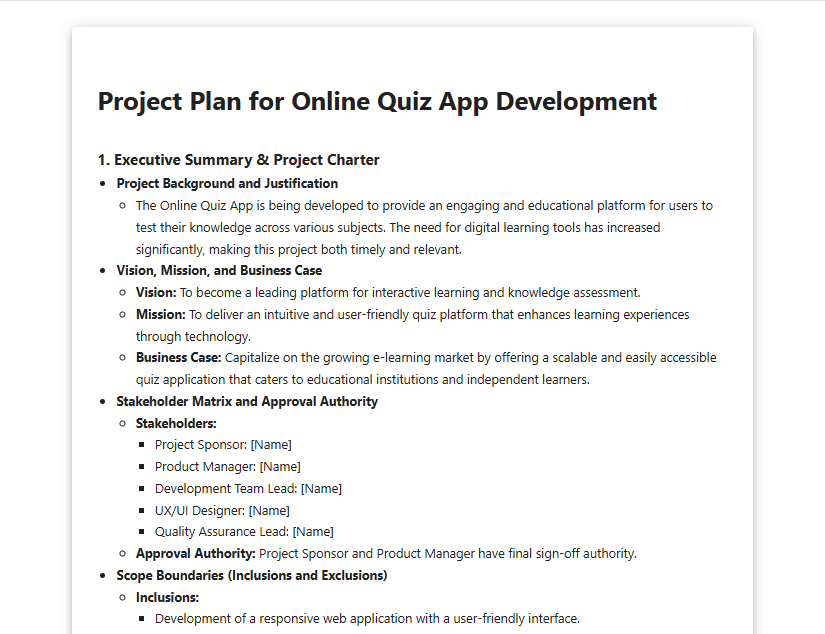 Project Plan for Online Quiz App Development
1. Executive Summary & Project Charter
Project Background and Justification
The Online Quiz App is being developed to provide an engaging and educational platform for users to
test their knowledge across various subjects. The need for digital learning tools has increased
significantly, making this project both timely and relevant.
Vision, Mission, and Business Case
Vision: To become a leading platform for interactive learning and knowledge assessment.
Mission: To deliver an intuitive and user-friendly quiz platform that enhances learning experiences
through technology.
Business Case: Capitalize on the growing e-learning market by offering a scalable and easily accessible
quiz application that caters to educational institutions and independent learners.
Stakeholder Matrix and Approval Authority
Stakeholders:
Project Sponsor: [Name]
Product Manager: [Name]
Development Team Lead: [Name]
UX/UI Designer: [Name]
Quality Assurance Lead: [Name]
Approval Authority: Project Sponsor and Product Manager have final sign-off authority.
Scope Boundaries (Inclusions and Exclusions)
Inclusions:
Development of a responsive web application with a user-friendly interface.